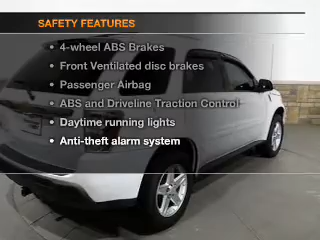 SAFETY FEATURES
• 4-wheel ABS Brakes
• Front Ventilated disc brakes
• Passenger Airbag
• ABS and Driveline Traction Control
• Daytime running lights
• Anti-theft alarm system